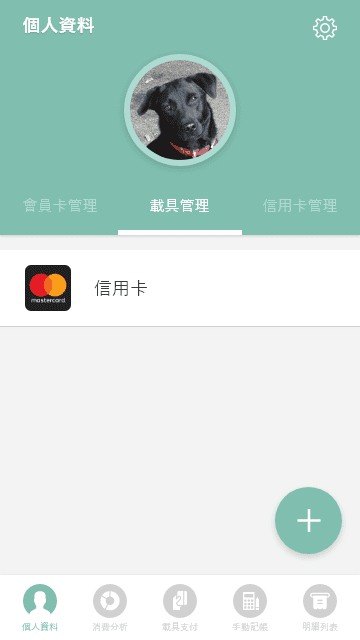 個人資料
會員卡管理
載具管理
信用卡管理
mastercard.
信用卡
個人資料
消費分析
載具支付
手動記帳
明細列表